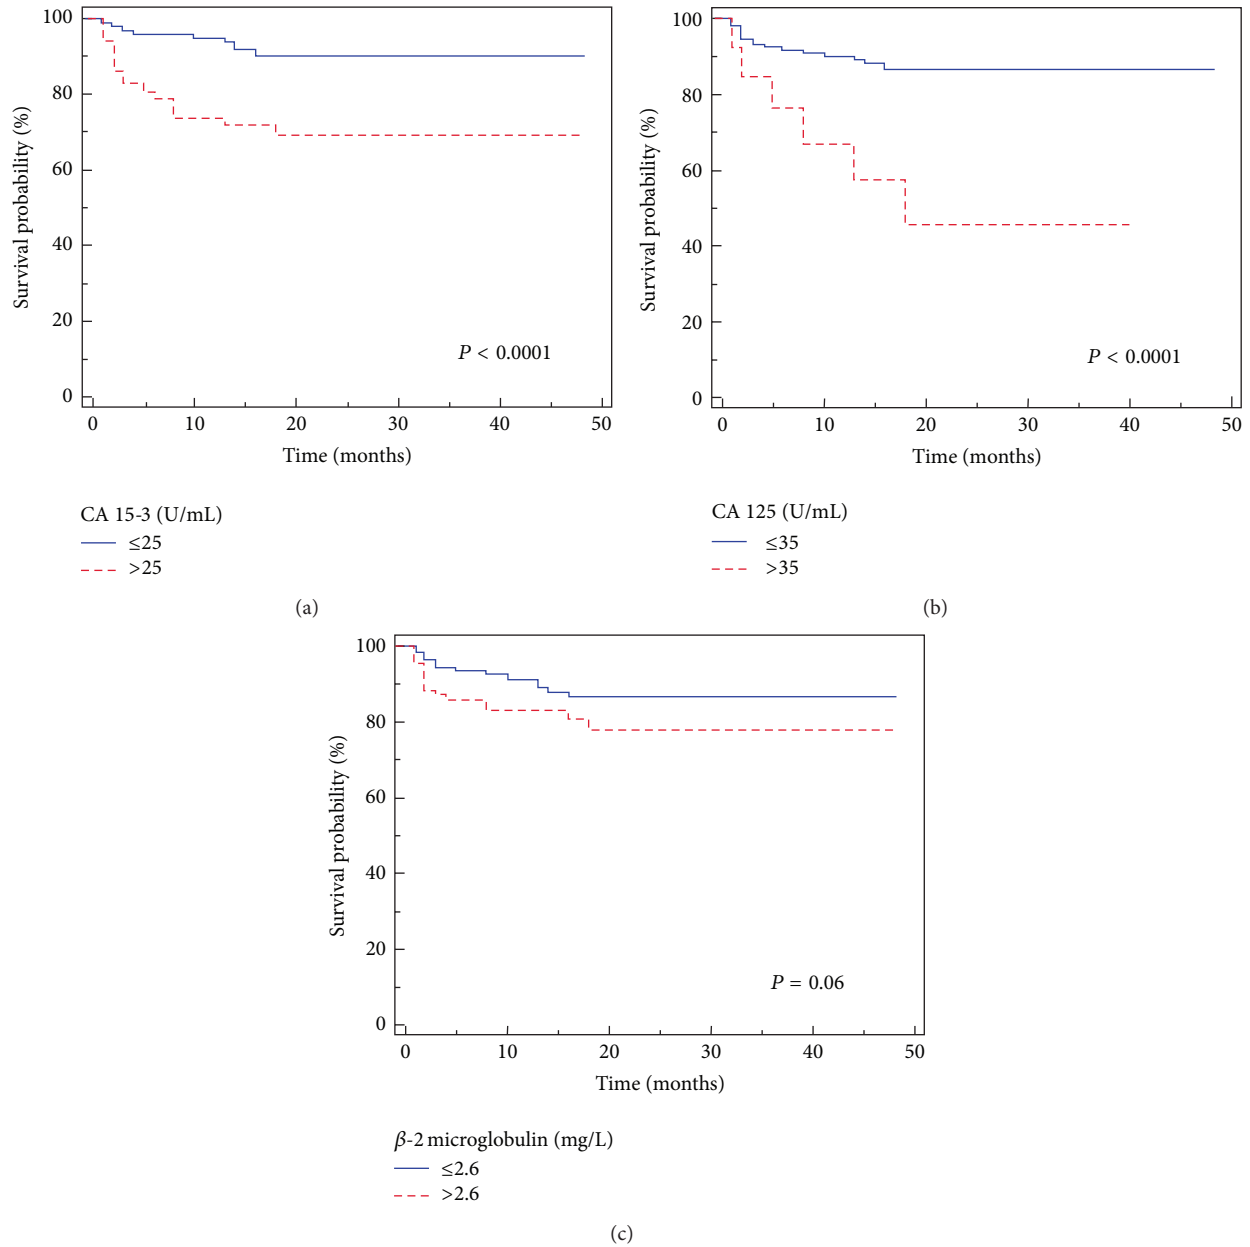 100
80
60
40
20
0
Survival probability (%)
P < 0.0001
0 10 20 30 40 50
Time (months)
CA 15-3 (U/mL)
≤25
>25
(a)
100
80
60
40
20
0
Survival probability (%)
P < 0.0001
0 10 20 30 40 50
Time (months)
CA 125 (U/mL)
≤35
>35
(b)
100
80
60
40
20
0
Survival probability (%)
P = 0.06
0 10 20 30 40 50
Time (months)
β-2 microglobulin (mg/L)
≤2.6
>2.6
(c)